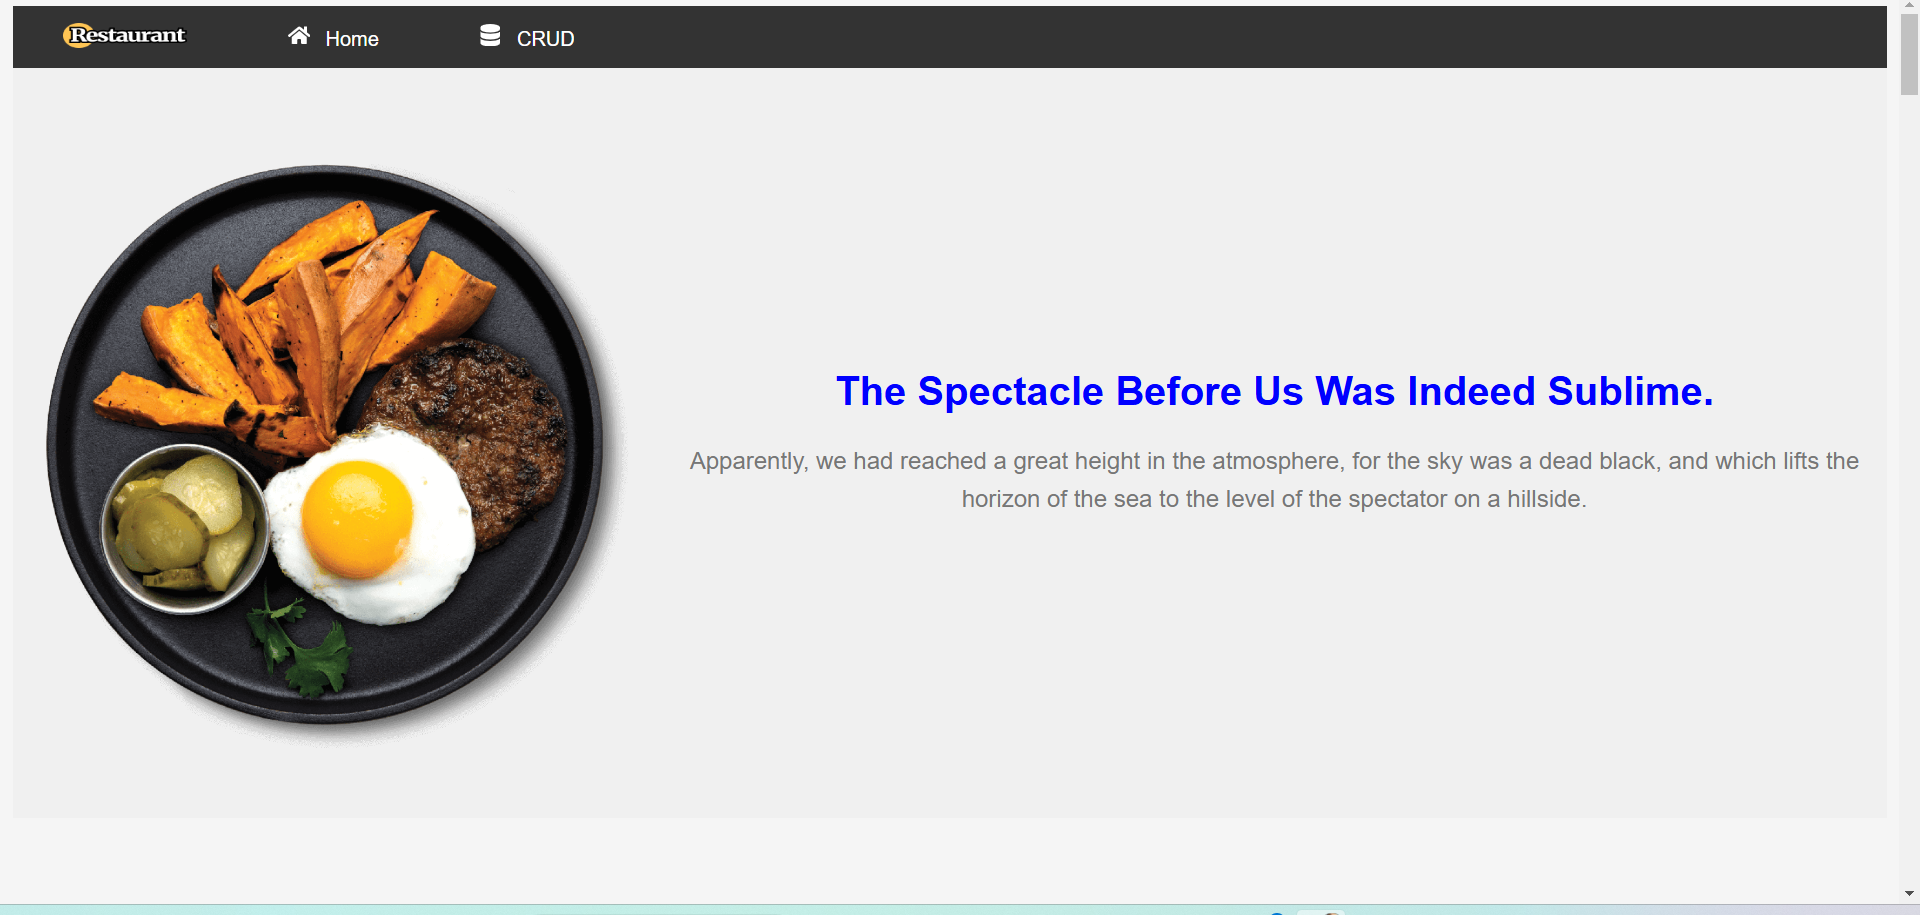 Restaurant
Home
CRUD
The Spectacle Before Us Was Indeed Sublime.
Apparently, we had reached a great height in the atmosphere, for the sky was a dead black, and which lifts the
horizon of the sea to the level of the spectator on a hillside.